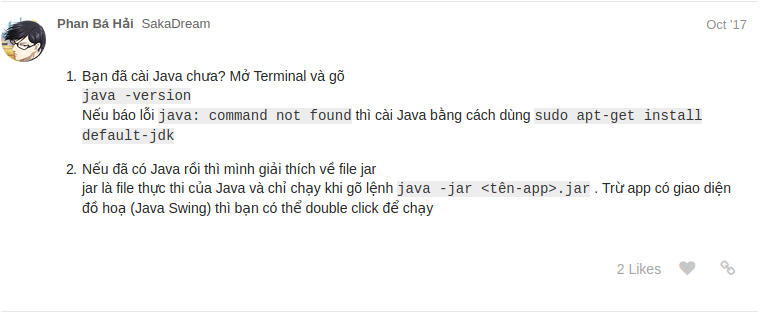 Phan Bá Hải SakaDream Oct '17
1. Bạn đã cài Java chưa? Mở Terminal và gõ
java -version
Nếu báo lỗi java: command not found thì cài Java bằng cách dùng sudo apt-get install
default-jdk
2. Nếu đã có Java rồi thì mình giải thích về file jar
jar là file thực thi của Java và chỉ chạy khi gõ lệnh java -jar <tên-app>.jar . Trừ app có giao diện
đồ hoạ (Java Swing) thì bạn có thể double click để chạy
2 Likes